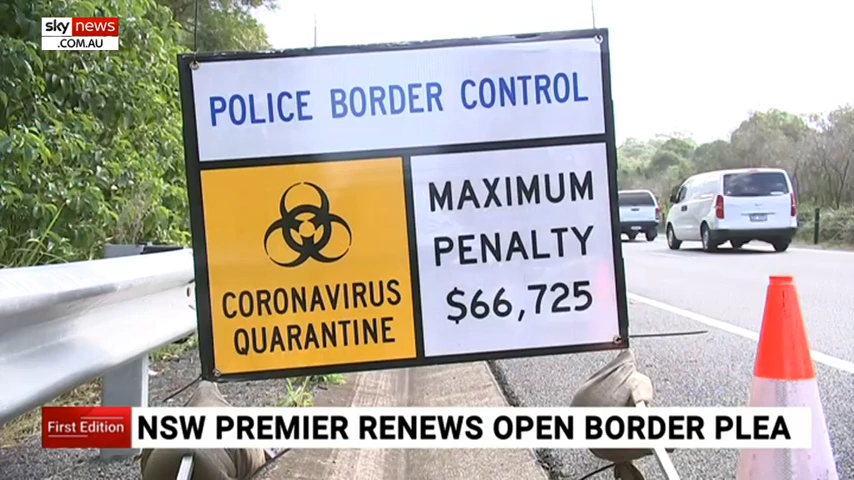 sky news
.COM.AU
POLICE BORDER CONTROL
CORONAVIRUS
QUARANTINE
MAXIMUM
PENALTY
$66,725
First Edition
NSW PREMIER RENEWS OPEN BORDER PLEA